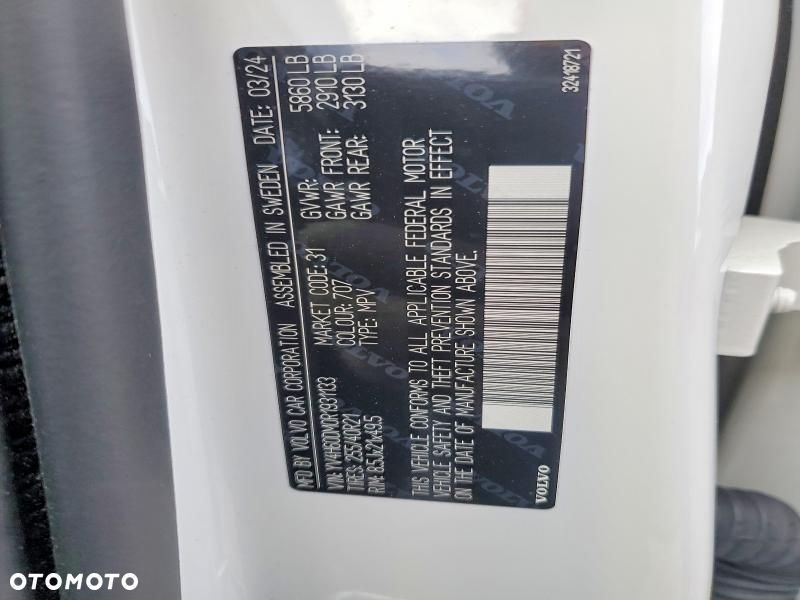 MFD BY VOLVO CAR CORPORATION ASSEMBLED IN SWEDEN DATE: 03/24
VIN: YV4H60DM0R1931133 MARKET CODE: 31 GVWR: 5860 LB
TIRES: 255/40R21 COLOUR: 707 GAWR FRONT: 2910 LB
RIM: 8.5Jx21x49.5 TYPE: MPV GAWR REAR: 3130 LB
THIS VEHICLE CONFORMS TO ALL APPLICABLE FEDERAL MOTOR
VEHICLE SAFETY AND THEFT PREVENTION STANDARDS IN EFFECT
ON THE DATE OF MANUFACTURE SHOWN ABOVE.
VOLVO 32418721
OTOMOTO